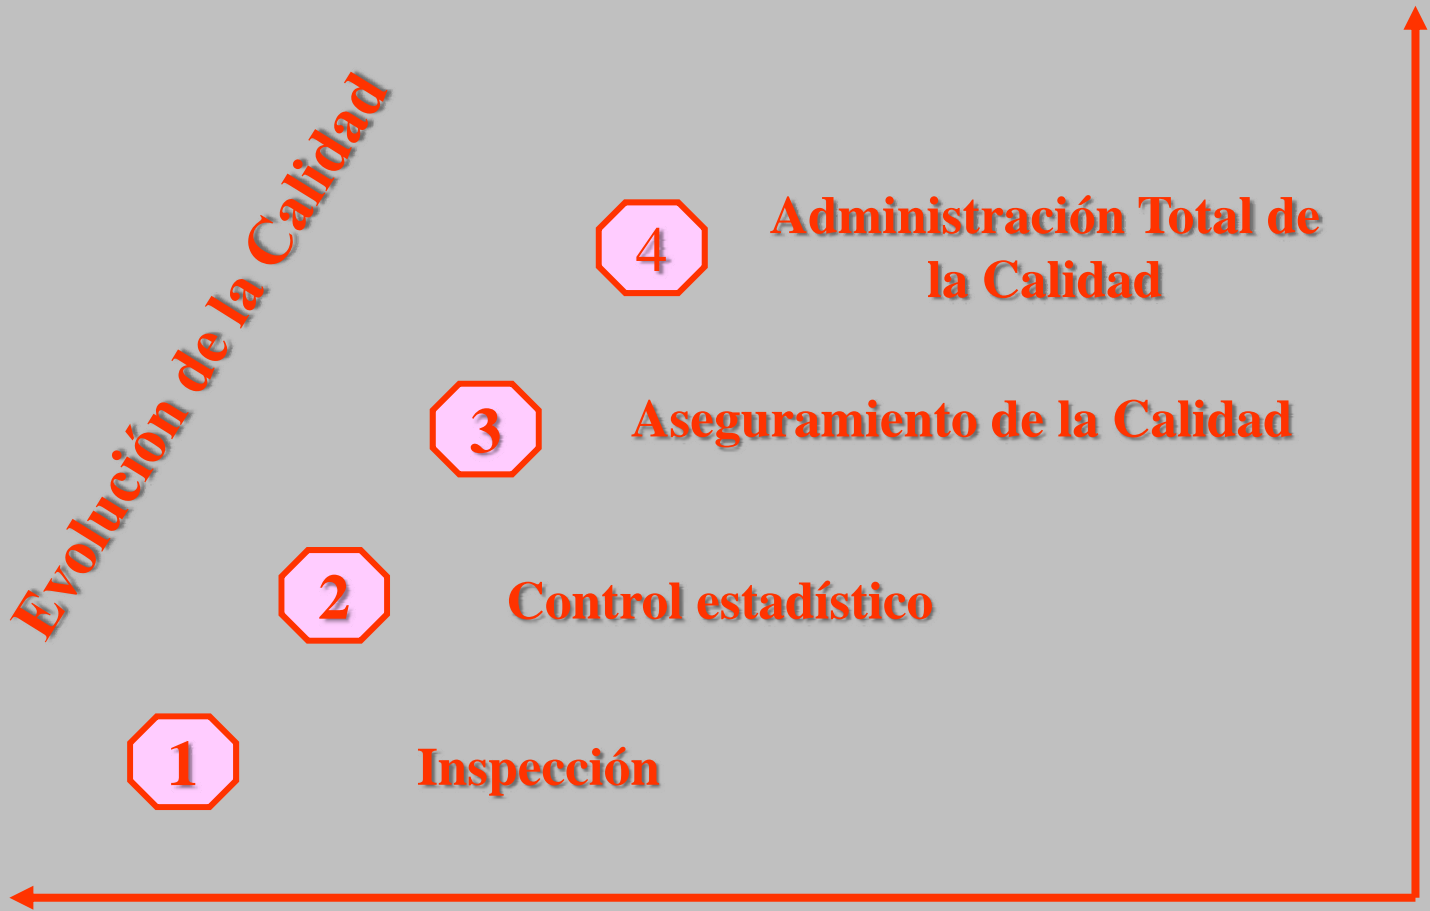 Evolución de la Calidad
4
Administración Total de
la Calidad
3
Aseguramiento de la Calidad
2
Control estadístico
1
Inspección